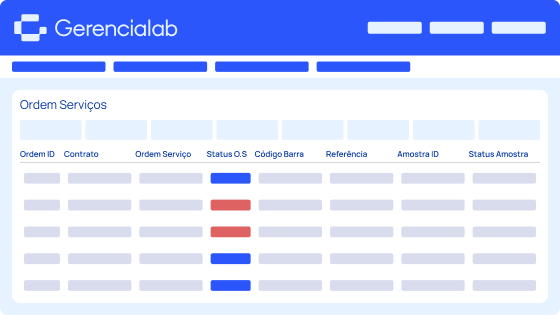 Gerencialab
Ordem Serviços
Ordem ID Contrato Ordem Serviço Status O.S Código Barra Referência Amostra ID Status Amostra